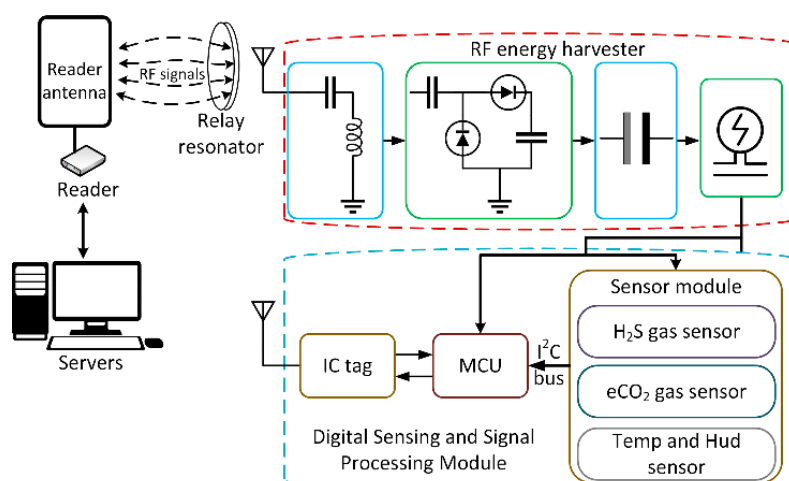 RF energy harvester
Reader
antenna
RF signals
Relay
resonator
Reader
Servers
Sensor module
H₂S gas sensor
IC tag
MCU
I²C
bus
eCO₂ gas sensor
Digital Sensing and Signal
Processing Module
Temp and Hud
sensor